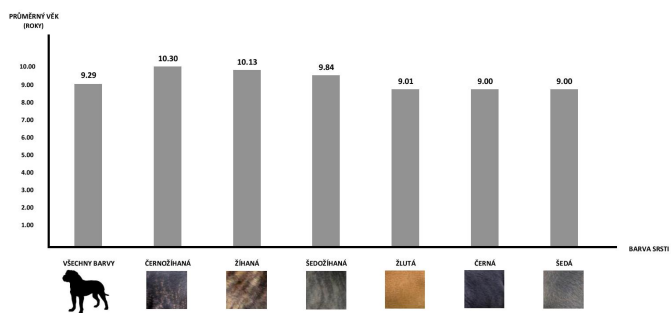 PRŮMĚRNÝ VĚK
(ROKY)
10.00
9.00
8.00
7.00
6.00
5.00
4.00
3.00
2.00
1.00
9.29
10.30
10.13
9.84
9.01
9.00
9.00
BARVA SRSTI
VŠECHNY BARVY
ČERNOŽÍHANÁ
ŽÍHANÁ
ŠEDOŽÍHANÁ
ŽLUTÁ
ČERNÁ
ŠEDÁ